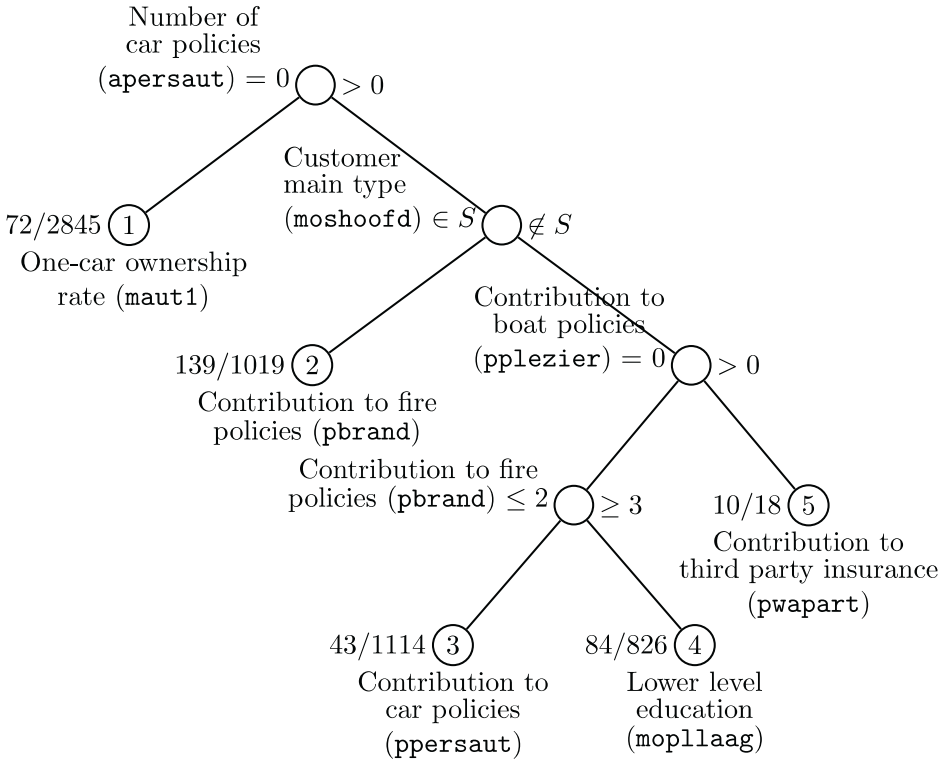 Number of
car policies
(apersaut) = 0
> 0
Customer
main type
(moshoofd) ∈ S
∉ S
72/2845
1
One-car ownership
rate (maut1)
Contribution to
boat policies
(pplezier) = 0
> 0
139/1019
2
Contribution to fire
policies (pbrand)
Contribution to fire
policies (pbrand) ≤ 2
≥ 3
10/18
5
Contribution to
third party insurance
(pwapart)
43/1114
3
Contribution to
car policies
(ppersaut)
84/826
4
Lower level
education
(mopllaag)